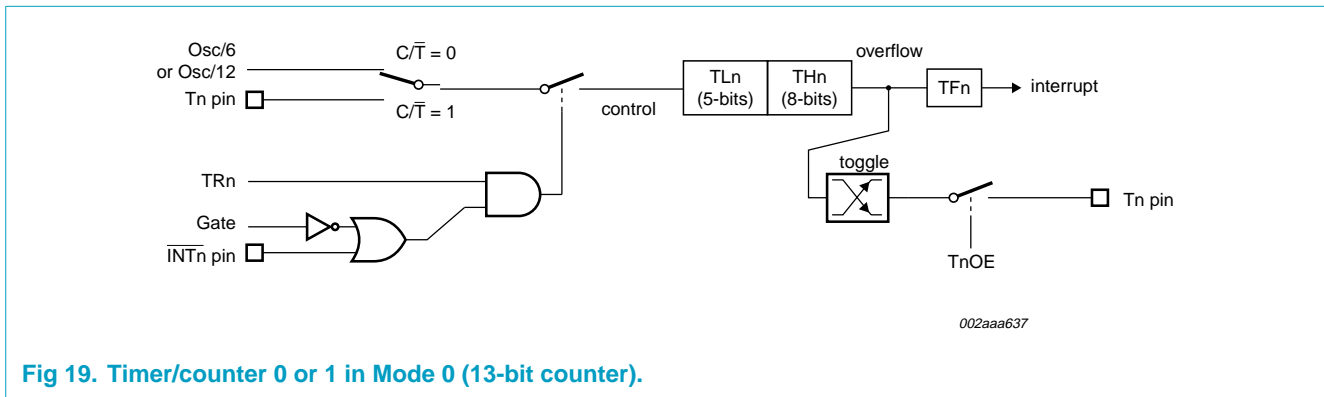 Osc/6
or Osc/12
C/T̅ = 0
Tn pin
C/T̅ = 1
control
TLn
(5-bits)
THn
(8-bits)
overflow
TFn
interrupt
TRn
Gate
I̅N̅T̅n̅ pin
toggle
Tn pin
TnOE
002aaa637
Fig 19. Timer/counter 0 or 1 in Mode 0 (13-bit counter).